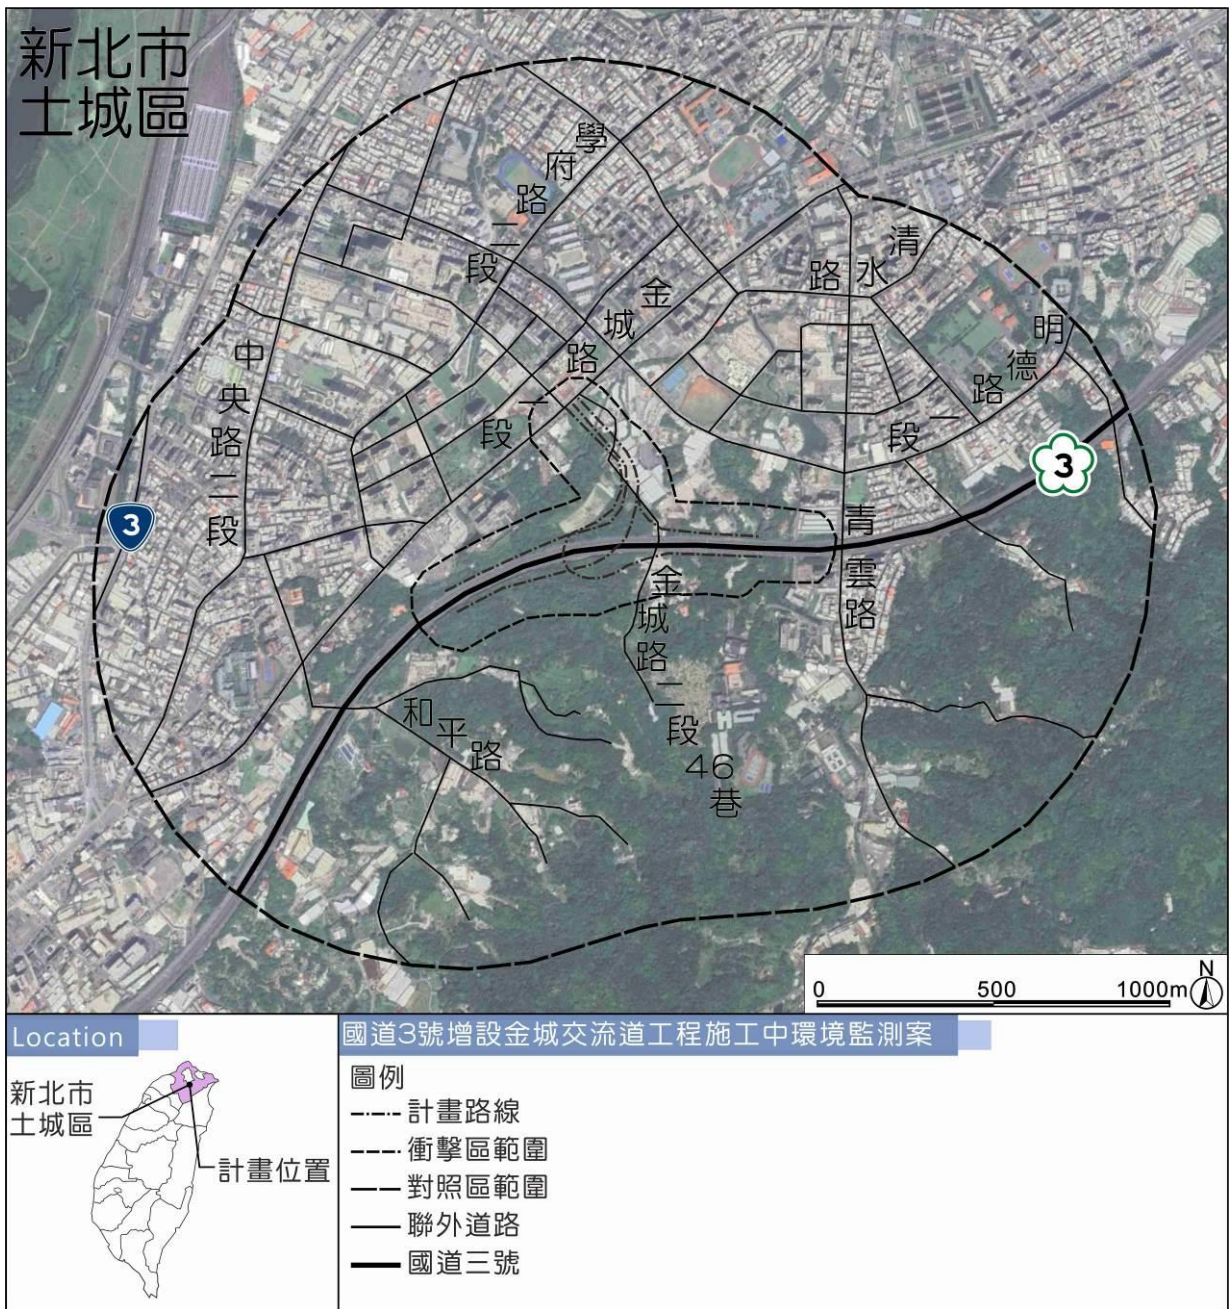 新北市
土城區
學府路二段
金城路一段
清水路
明德路一段
中央路二段
3
3
青雲路
金城路二段46巷
和平路
0 500 1000m
N
Location
新北市
土城區
計畫位置
國道3號增設金城交流道工程施工中環境監測案
圖例
計畫路線
衝擊區範圍
對照區範圍
聯外道路
國道三號